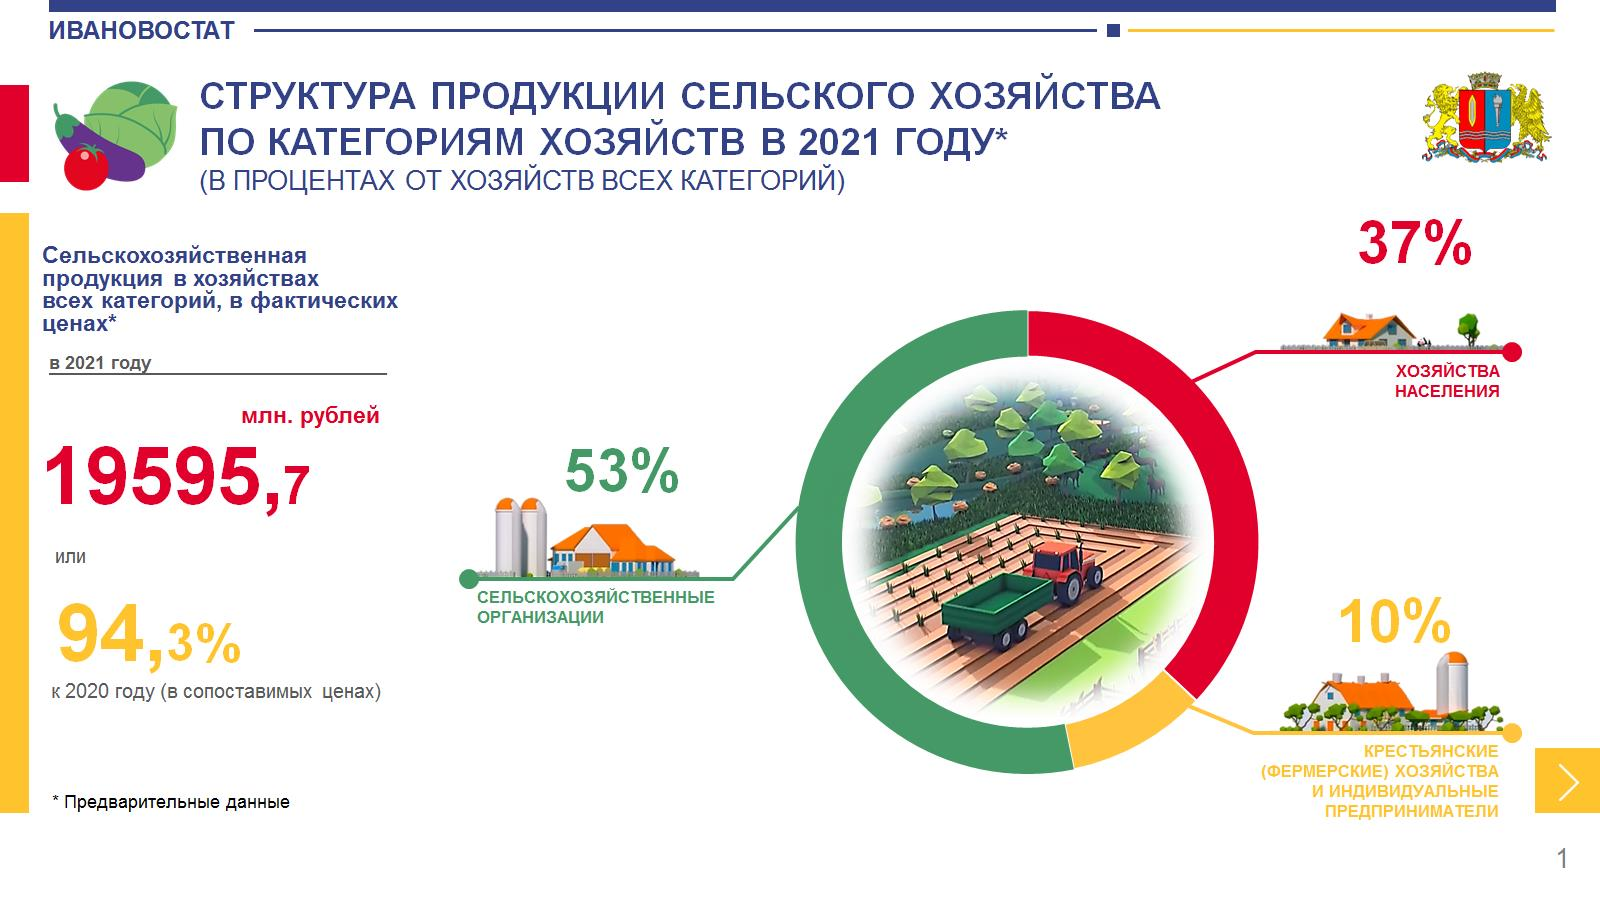 ИВАНОВОСТАТ
СТРУКТУРА ПРОДУКЦИИ СЕЛЬСКОГО ХОЗЯЙСТВА
ПО КАТЕГОРИЯМ ХОЗЯЙСТВ В 2021 ГОДУ*
(В ПРОЦЕНТАХ ОТ ХОЗЯЙСТВ ВСЕХ КАТЕГОРИЙ)
Сельскохозяйственная
продукция в хозяйствах
всех категорий, в фактических
ценах*
в 2021 году
млн. рублей
19595,7
или
94,3%
к 2020 году (в сопоставимых ценах)
* Предварительные данные
53%
СЕЛЬСКОХОЗЯЙСТВЕННЫЕ
ОРГАНИЗАЦИИ
37%
ХОЗЯЙСТВА
НАСЕЛЕНИЯ
10%
КРЕСТЬЯНСКИЕ
(ФЕРМЕРСКИЕ) ХОЗЯЙСТВА
И ИНДИВИДУАЛЬНЫЕ
ПРЕДПРИНИМАТЕЛИ
1